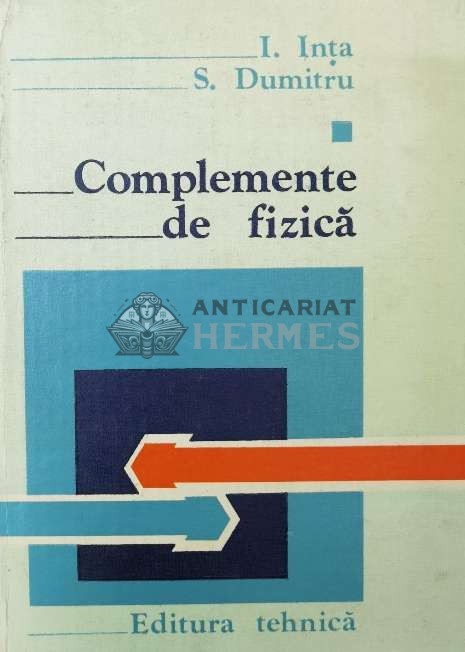 I.Ința
S. Dumitru
Complemente
de fizică
ANTICARIAT
HERMES
Editura tehnică